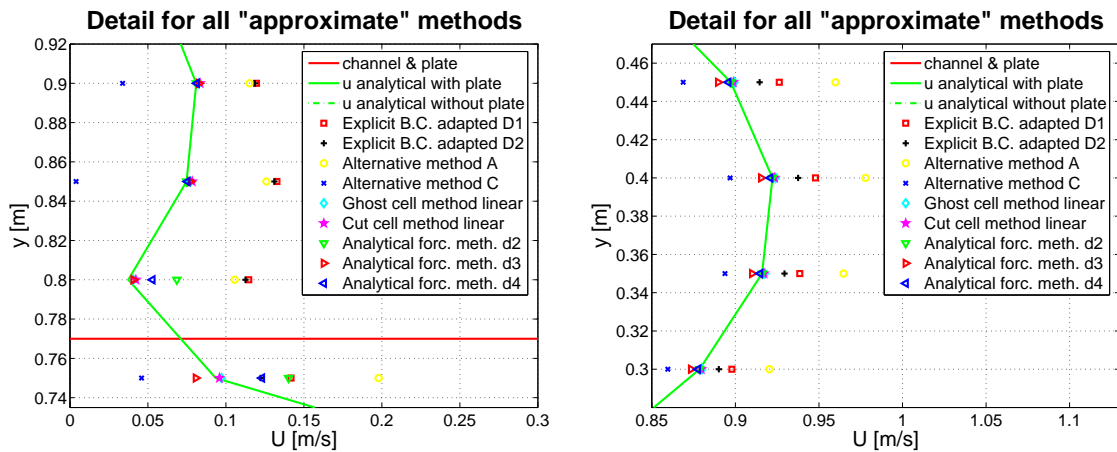 Detail for all "approximate" methods
0.92
0.9
0.88
0.86
0.84
0.82
0.8
0.78
0.76
0.74
y [m]
0
0.05
0.1
0.15
0.2
0.25
0.3
U [m/s]
channel & plate
u analytical with plate
u analytical without plate
Explicit B.C. adapted D1
Explicit B.C. adapted D2
Alternative method A
Alternative method C
Ghost cell method linear
Cut cell method linear
Analytical forc. meth. d2
Analytical forc. meth. d3
Analytical forc. meth. d4
Detail for all "approximate" methods
0.46
0.44
0.42
0.4
0.38
0.36
0.34
0.32
0.3
y [m]
0.85
0.9
0.95
1
1.05
1.1
U [m/s]
channel & plate
u analytical with plate
u analytical without plate
Explicit B.C. adapted D1
Explicit B.C. adapted D2
Alternative method A
Alternative method C
Ghost cell method linear
Cut cell method linear
Analytical forc. meth. d2
Analytical forc. meth. d3
Analytical forc. meth. d4